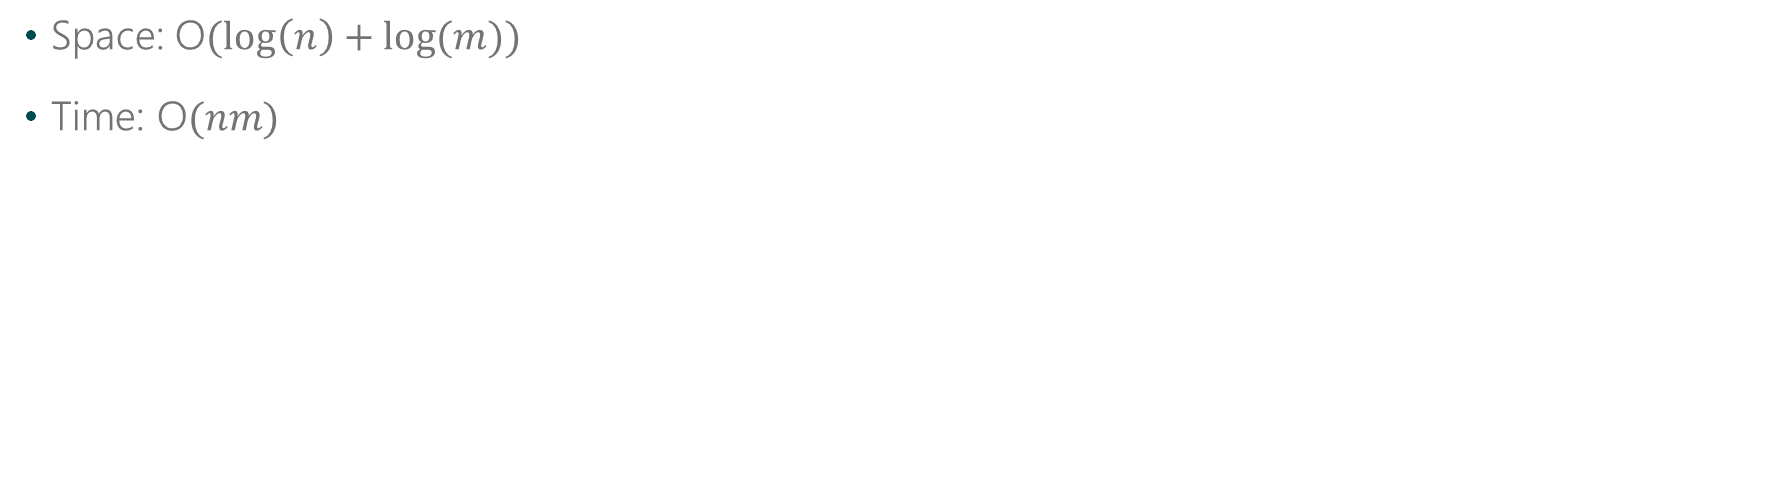 • Space: O(log(n) + log(m))
• Time: O(nm)